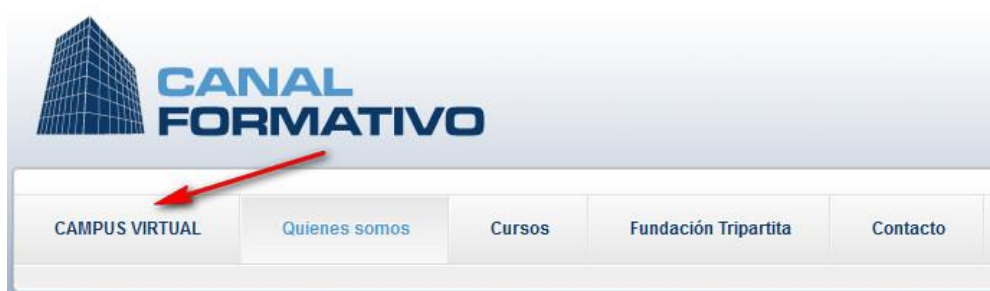 CANAL
FORMATIVO
CAMPUS VIRTUAL Quienes somos Cursos Fundación Tripartita Contacto